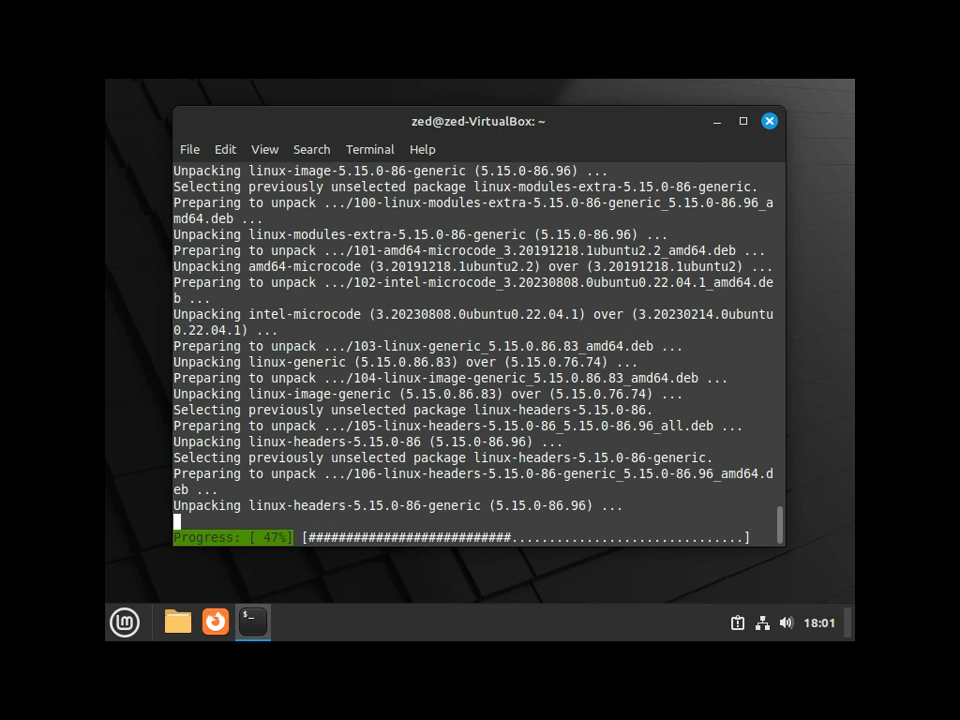 zed@zed-VirtualBox: ~
File Edit View Search Terminal Help
Unpacking linux-image-5.15.0-86-generic (5.15.0-86.96) ...
Selecting previously unselected package linux-modules-extra-5.15.0-86-generic.
Preparing to unpack .../100-linux-modules-extra-5.15.0-86-generic_5.15.0-86.96_a
md64.deb ...
Unpacking linux-modules-extra-5.15.0-86-generic (5.15.0-86.96) ...
Preparing to unpack .../101-amd64-microcode_3.20191218.1ubuntu2.2_amd64.deb ...
Unpacking amd64-microcode (3.20191218.1ubuntu2.2) over (3.20191218.1ubuntu2) ...
Preparing to unpack .../102-intel-microcode_3.20230808.0ubuntu0.22.04.1_amd64.de
b ...
Unpacking intel-microcode (3.20230808.0ubuntu0.22.04.1) over (3.20230214.0ubuntu
0.22.04.1) ...
Preparing to unpack .../103-linux-generic_5.15.0.86.83_amd64.deb ...
Unpacking linux-generic (5.15.0.86.83) over (5.15.0.76.74) ...
Preparing to unpack .../104-linux-image-generic_5.15.0.86.83_amd64.deb ...
Unpacking linux-image-generic (5.15.0.86.83) over (5.15.0.76.74) ...
Selecting previously unselected package linux-headers-5.15.0-86.
Preparing to unpack .../105-linux-headers-5.15.0-86_5.15.0-86.96_all.deb ...
Unpacking linux-headers-5.15.0-86 (5.15.0-86.96) ...
Selecting previously unselected package linux-headers-5.15.0-86-generic.
Preparing to unpack .../106-linux-headers-5.15.0-86-generic_5.15.0-86.96_amd64.d
eb ...
Unpacking linux-headers-5.15.0-86-generic (5.15.0-86.96) ...
Progress: [ 47%] [###########################...............................]
$_
18:01